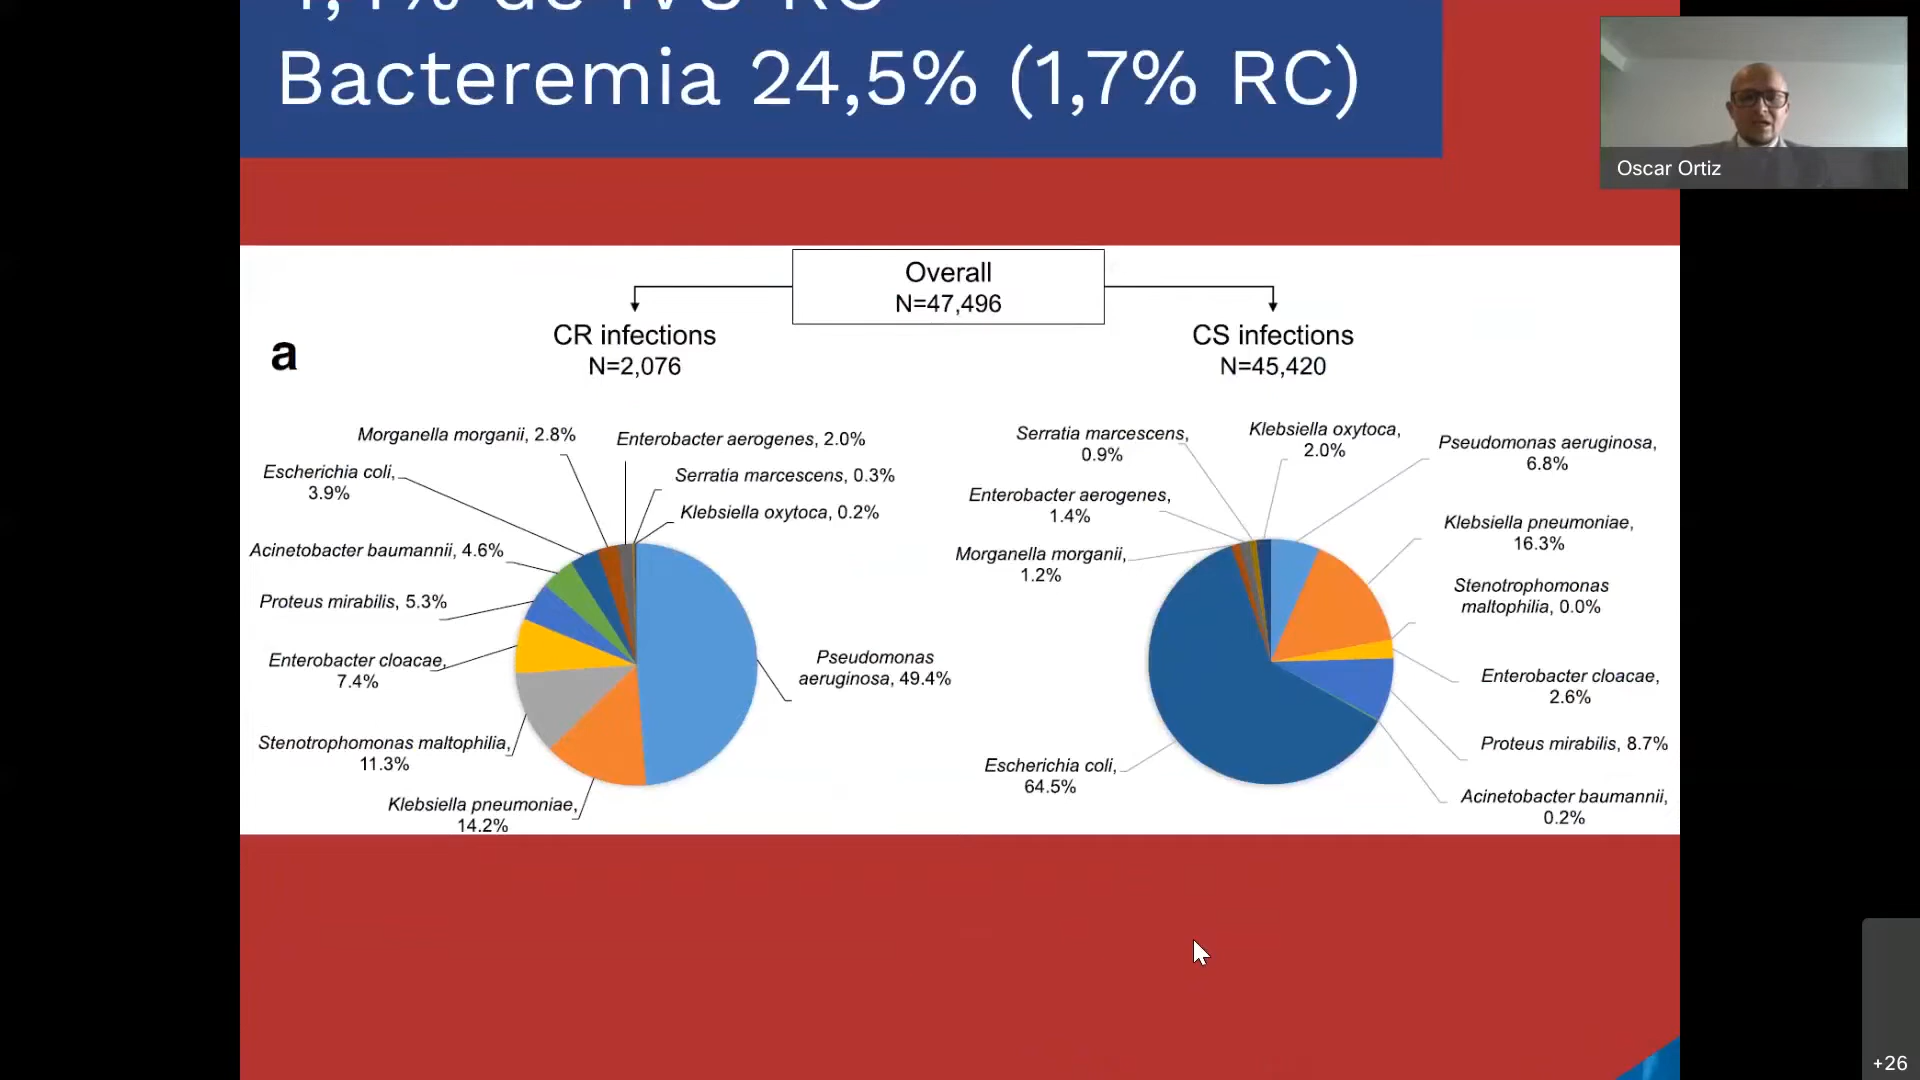 Bacteremia 24,5% (1,7% RC)
Oscar Ortiz
Overall
N=47,496
CR infections
N=2,076
CS infections
N=45,420
a
Morganella morganii, 2.8%
Enterobacter aerogenes, 2.0%
Escherichia coli,
3.9%
Serratia marcescens, 0.3%
Klebsiella oxytoca, 0.2%
Acinetobacter baumannii, 4.6%
Proteus mirabilis, 5.3%
Enterobacter cloacae,
7.4%
Pseudomonas
aeruginosa, 49.4%
Stenotrophomonas maltophilia,
11.3%
Klebsiella pneumoniae,
14.2%
Serratia marcescens,
0.9%
Klebsiella oxytoca,
2.0%
Pseudomonas aeruginosa,
6.8%
Enterobacter aerogenes,
1.4%
Klebsiella pneumoniae,
16.3%
Morganella morganii,
1.2%
Stenotrophomonas
maltophilia, 0.0%
Enterobacter cloacae,
2.6%
Proteus mirabilis, 8.7%
Escherichia coli,
64.5%
Acinetobacter baumannii,
0.2%
+26